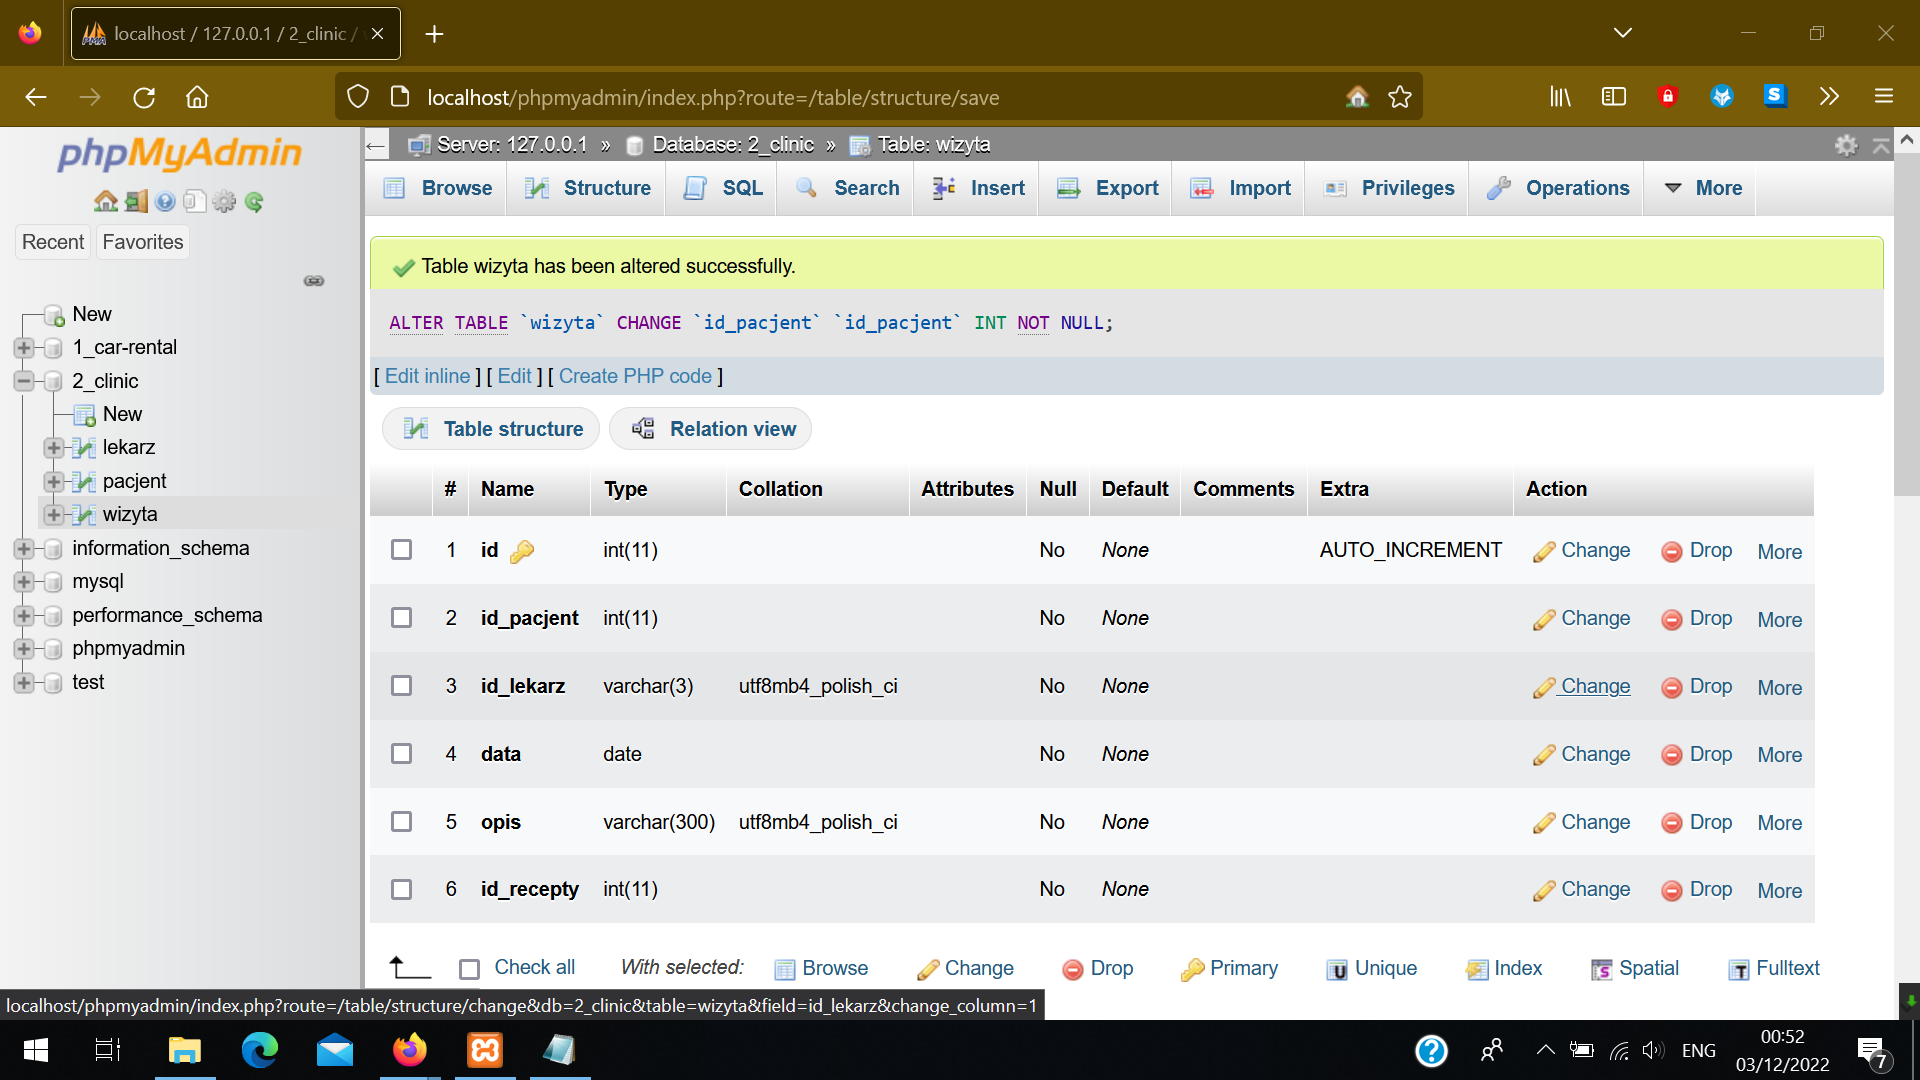 localhost / 127.0.0.1 / 2_clinic /
localhost/phpmyadmin/index.php?route=/table/structure/save
phpMyAdmin
Recent Favorites
New
1_car-rental
2_clinic
New
lekarz
pacjent
wizyta
information_schema
mysql
performance_schema
phpmyadmin
test
Server: 127.0.0.1 » Database: 2_clinic » Table: wizyta
Browse Structure SQL Search Insert Export Import Privileges Operations More
Table wizyta has been altered successfully.
ALTER TABLE `wizyta` CHANGE `id_pacjent` `id_pacjent` INT NOT NULL;
[ Edit inline ] [ Edit ] [ Create PHP code ]
Table structure Relation view
# Name Type Collation Attributes Null Default Comments Extra Action
1 id int(11) No None AUTO_INCREMENT Change Drop More
2 id_pacjent int(11) No None Change Drop More
3 id_lekarz varchar(3) utf8mb4_polish_ci No None Change Drop More
4 data date No None Change Drop More
5 opis varchar(300) utf8mb4_polish_ci No None Change Drop More
6 id_recepty int(11) No None Change Drop More
Check all With selected: Browse Change Drop Primary Unique Index Spatial Fulltext
localhost/phpmyadmin/index.php?route=/table/structure/change&db=2_clinic&table=wizyta&field=id_lekarz&change_column=1
ENG
00:52
03/12/2022
7